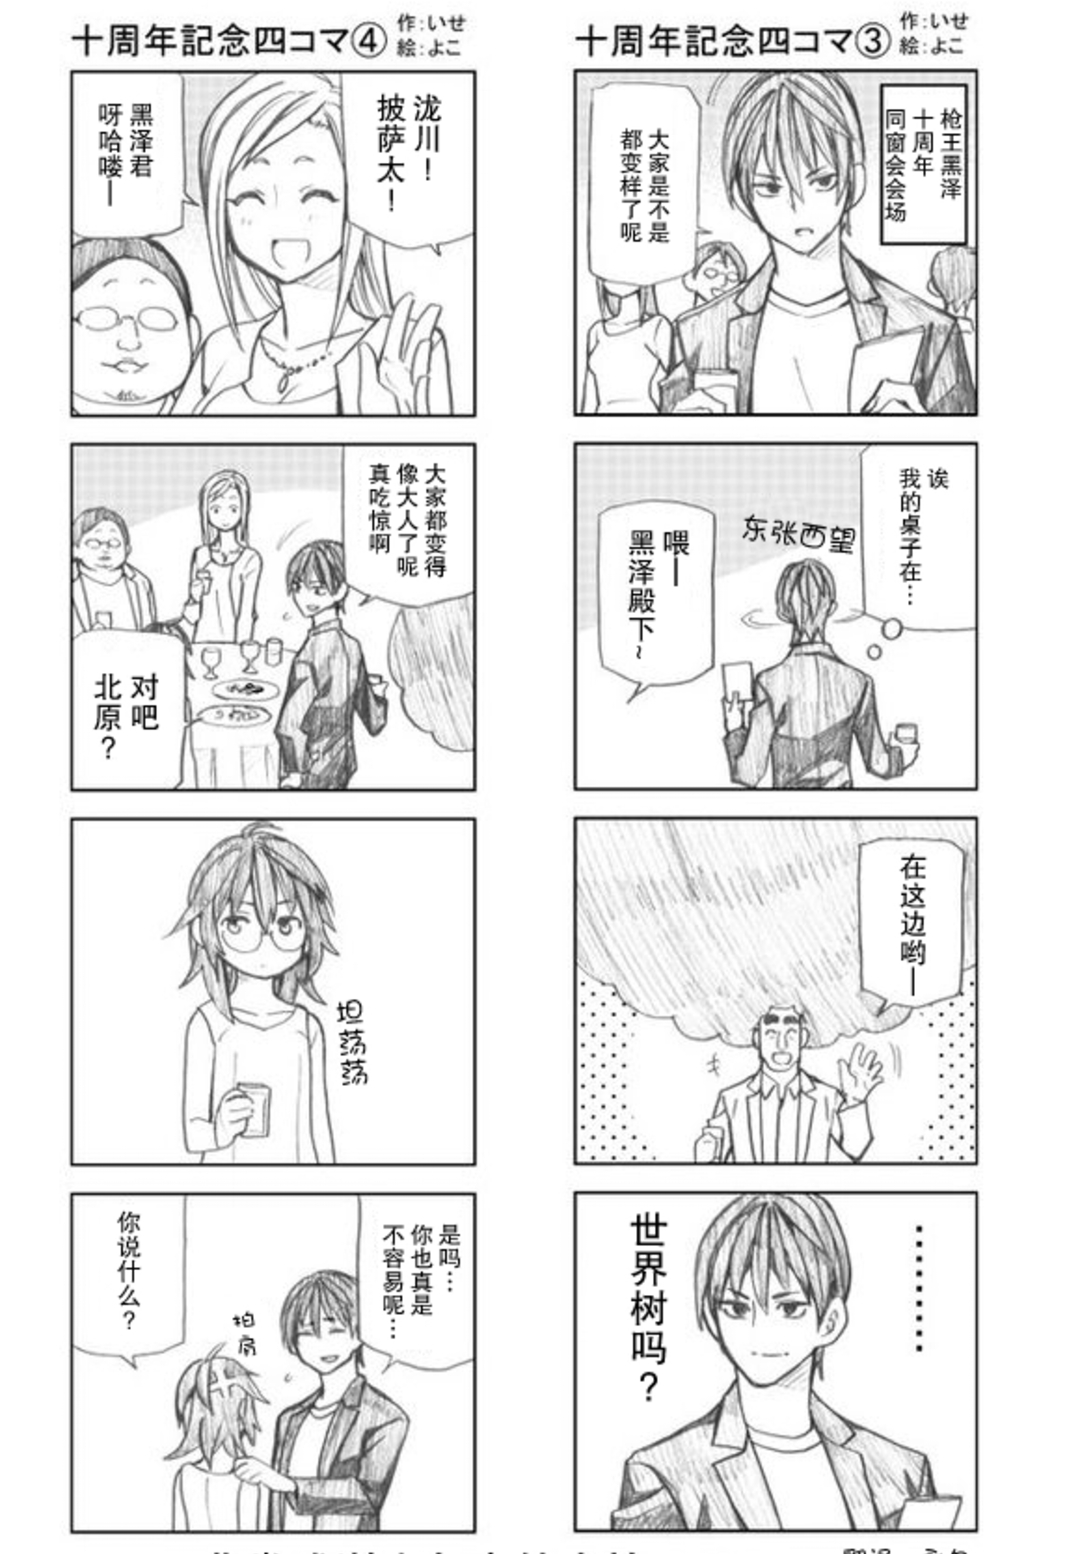 十周年記念四コマ③
作:いせ
絵:よこ
枪王黑泽
十周年
同窗会会场
大家是不是
都变样了呢
诶
我的桌子在…
东张西望
喂ー
黑泽殿下~
在这边哟ー
………
世界树吗?
十周年記念四コマ④
作:いせ
絵:よこ
泷川!
披萨太!
黑泽君
呀哈喽ー
大家都变得
像大人了呢
真吃惊啊
对吧
北原?
坦荡荡
是吗…
你也真是
不容易呢…
拍肩
你说什么?